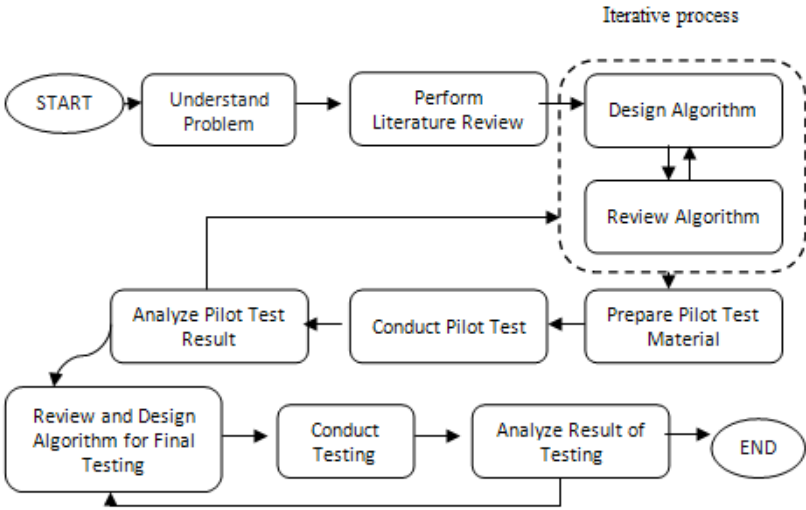 Iterative process
START
Understand
Problem
Perform
Literature Review
Design Algorithm
Review Algorithm
Analyze Pilot Test
Result
Conduct Pilot Test
Prepare Pilot Test
Material
Review and Design
Algorithm for Final
Testing
Conduct
Testing
Analyze Result of
Testing
END